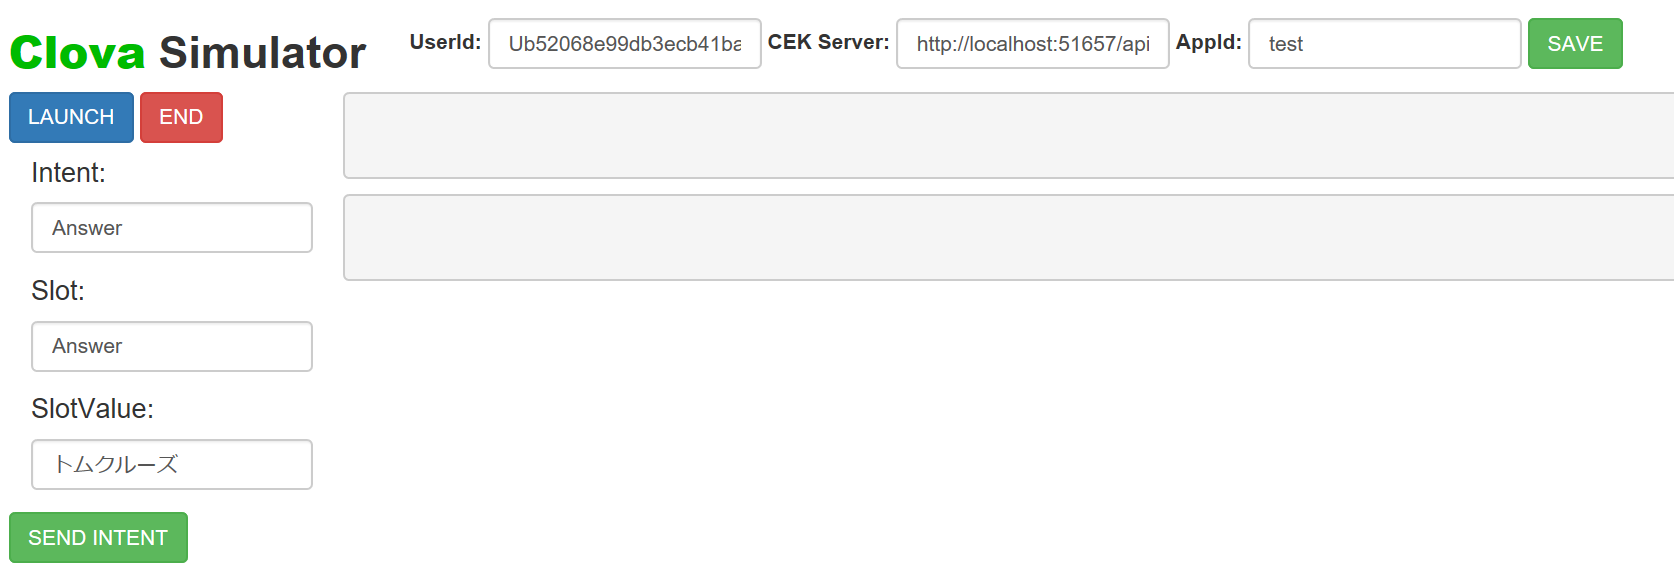 Clova Simulator UserId: Ub52068e99db3ecb41ba CEK Server: http://localhost:51657/api AppId: test SAVE
LAUNCH END
Intent:
Answer
Slot:
Answer
SlotValue:
トムクルーズ
SEND INTENT